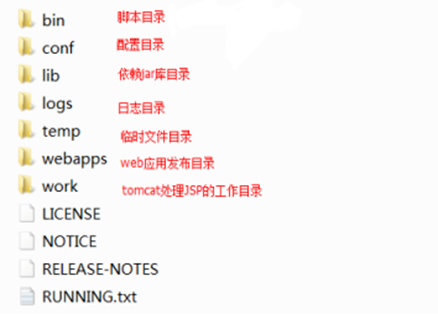 bin 脚本目录
conf 配置目录
lib 依赖jar库目录
logs 日志目录
temp 临时文件目录
webapps web应用发布目录
work tomcat处理JSP的工作目录
LICENSE
NOTICE
RELEASE-NOTES
RUNNING.txt